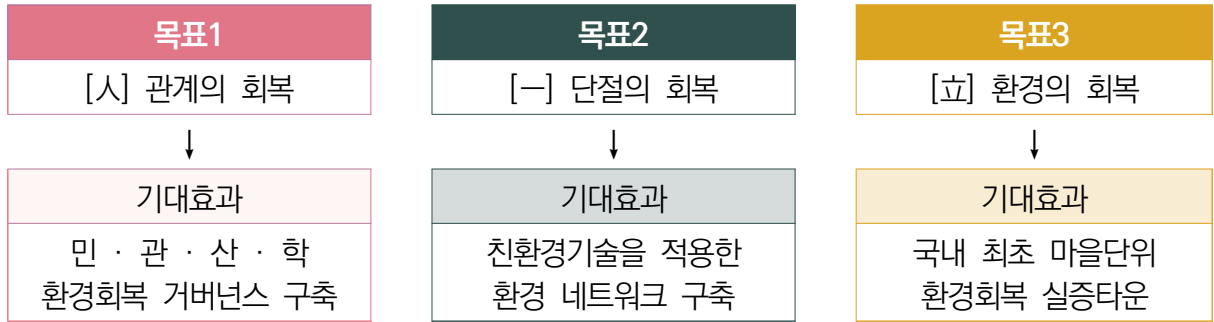 목표1
[人] 관계의 회복
기대효과
민 · 관 · 산 · 학
환경회복 거버넌스 구축
목표2
[一] 단절의 회복
기대효과
친환경기술을 적용한
환경 네트워크 구축
목표3
[立] 환경의 회복
기대효과
국내 최초 마을단위
환경회복 실증타운